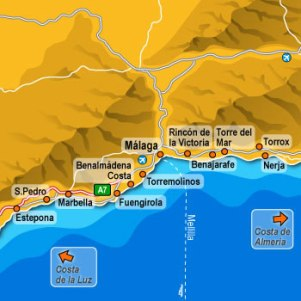 Rincón de
la Victoria
Torre del
Mar
Torrox
Málaga
Benajarafe
Nerja
Benalmádena
Costa
Torremolinos
A7
S.Pedro
Marbella
Fuengirola
Estepona
Melilla
Costa de
Almeria
Costa
de la Luz